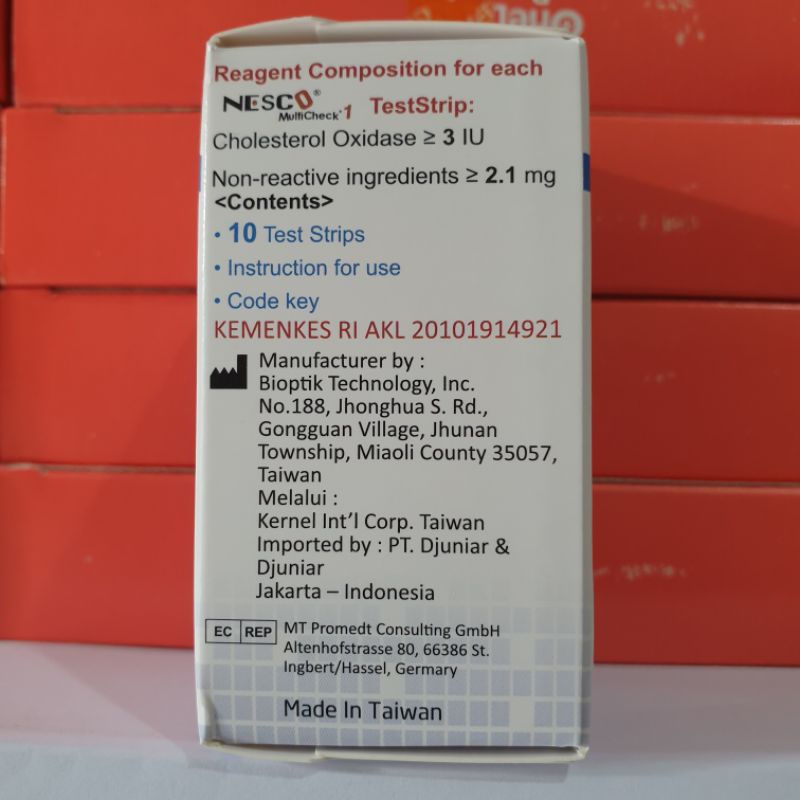 Reagent Composition for each
NESCO® MultiCheck·1 TestStrip:
Cholesterol Oxidase ≥ 3 IU
Non-reactive ingredients ≥ 2.1 mg
<Contents>
• 10 Test Strips
• Instruction for use
• Code key
KEMENKES RI AKL 20101914921
Manufacturer by :
Bioptik Technology, Inc.
No.188, Jhonghua S. Rd.,
Gongguan Village, Jhunan
Township, Miaoli County 35057,
Taiwan
Melalui :
Kernel Int'l Corp. Taiwan
Imported by : PT. Djuniar &
Djuniar
Jakarta – Indonesia
EC REP
MT Promedt Consulting GmbH
Altenhofstrasse 80, 66386 St.
Ingbert/Hassel, Germany
Made In Taiwan